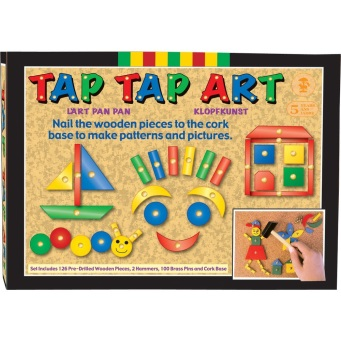 TAP TAP ART
L'ART PAN PAN KLOPFKUNST
Nail the wooden pieces to the cork
base to make patterns and pictures.
Set Includes 126 Pre-Drilled Wooden Pieces, 2 Hammers, 100 Brass Pins and Cork Base